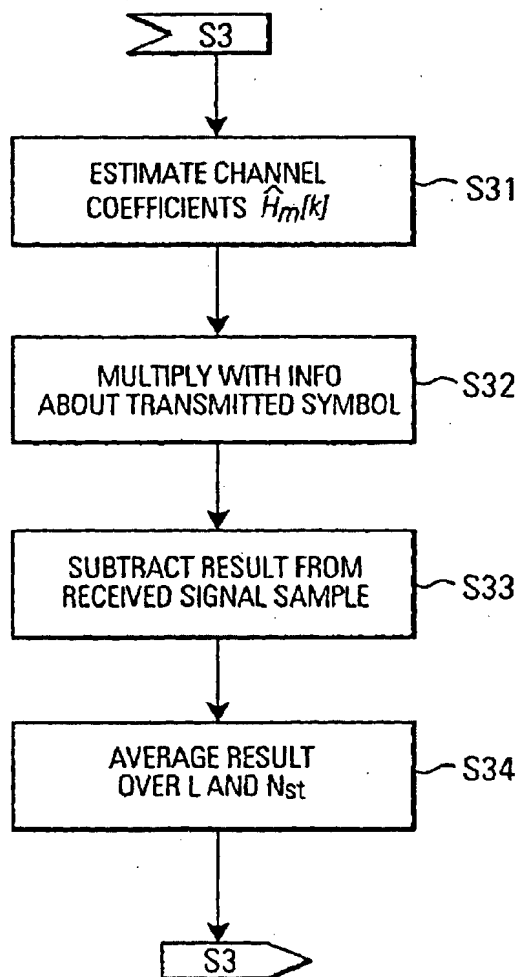 S3
ESTIMATE CHANNEL
COEFFICIENTS Ĥm[k]
S31
MULTIPLY WITH INFO
ABOUT TRANSMITTED SYMBOL
S32
SUBTRACT RESULT FROM
RECEIVED SIGNAL SAMPLE
S33
AVERAGE RESULT
OVER L AND Nst
S34
S3